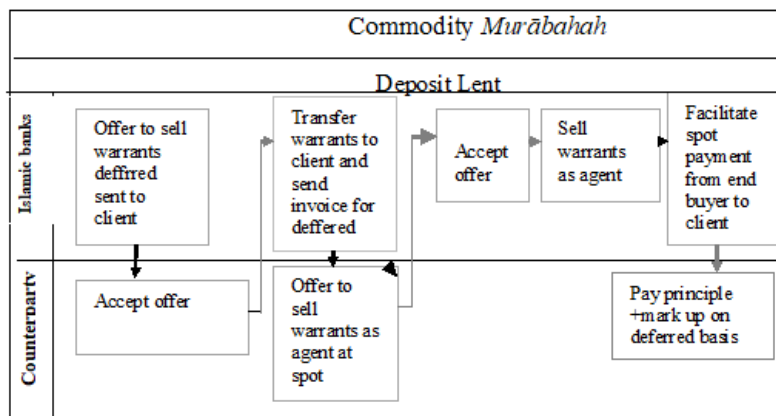 Commodity Murābahah
Deposit Lent
Islamic banks
Offer to sell
warrants
deffrred
sent to
client
Transfer
warrants to
client and
send
invoice for
deffered
Accept
offer
Sell
warrants
as agent
Facilitate
spot
payment
from end
buyer to
client
Counterparty
Accept offer
Offer to
sell
warrants as
agent at
spot
Pay principle
+mark up on
deferred basis